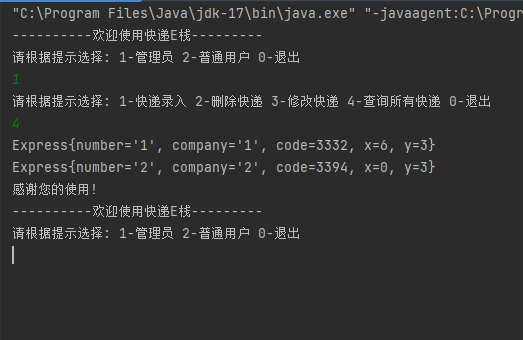 "C:\Program Files\Java\jdk-17\bin\java.exe" "-javaagent:C:\Progr
----------欢迎使用快递E栈---------
请根据提示选择: 1-管理员 2-普通用户 0-退出
1
请根据提示选择: 1-快递录入 2-删除快递 3-修改快递 4-查询所有快递 0-退出
4
Express{number='1', company='1', code=3332, x=6, y=3}
Express{number='2', company='2', code=3394, x=0, y=3}
感谢您的使用!
----------欢迎使用快递E栈---------
请根据提示选择: 1-管理员 2-普通用户 0-退出